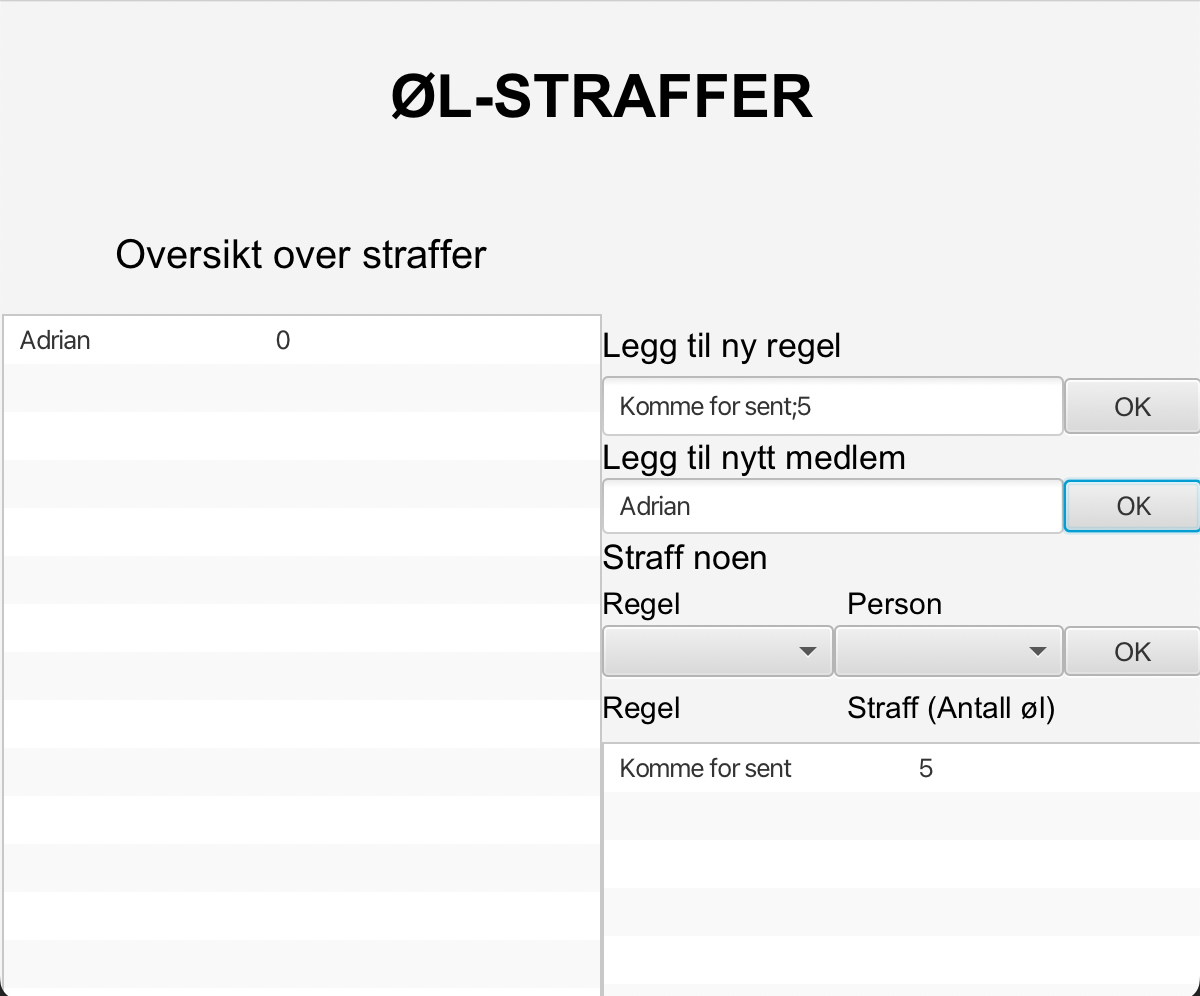 ØL-STRAFFER
Oversikt over straffer
Adrian 0
Legg til ny regel
Komme for sent;5 OK
Legg til nytt medlem
Adrian OK
Straff noen
Regel Person
OK
Regel Straff (Antall øl)
Komme for sent 5